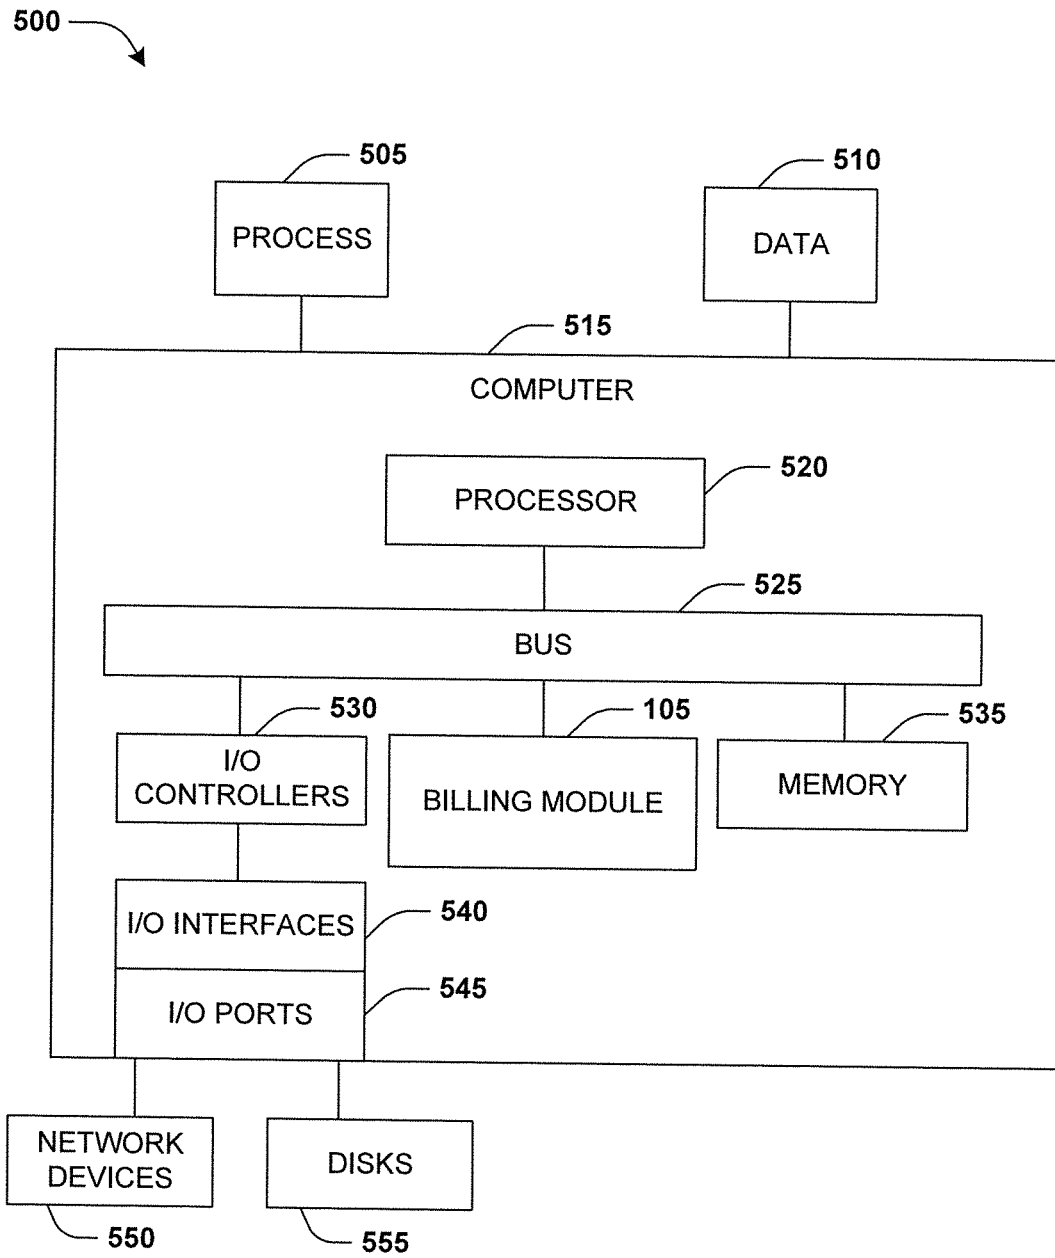 500
505
510
PROCESS
DATA
515
COMPUTER
520
PROCESSOR
525
BUS
530
105
535
I/O
CONTROLLERS
BILLING MODULE
MEMORY
I/O INTERFACES
540
I/O PORTS
545
NETWORK
DEVICES
DISKS
550
555